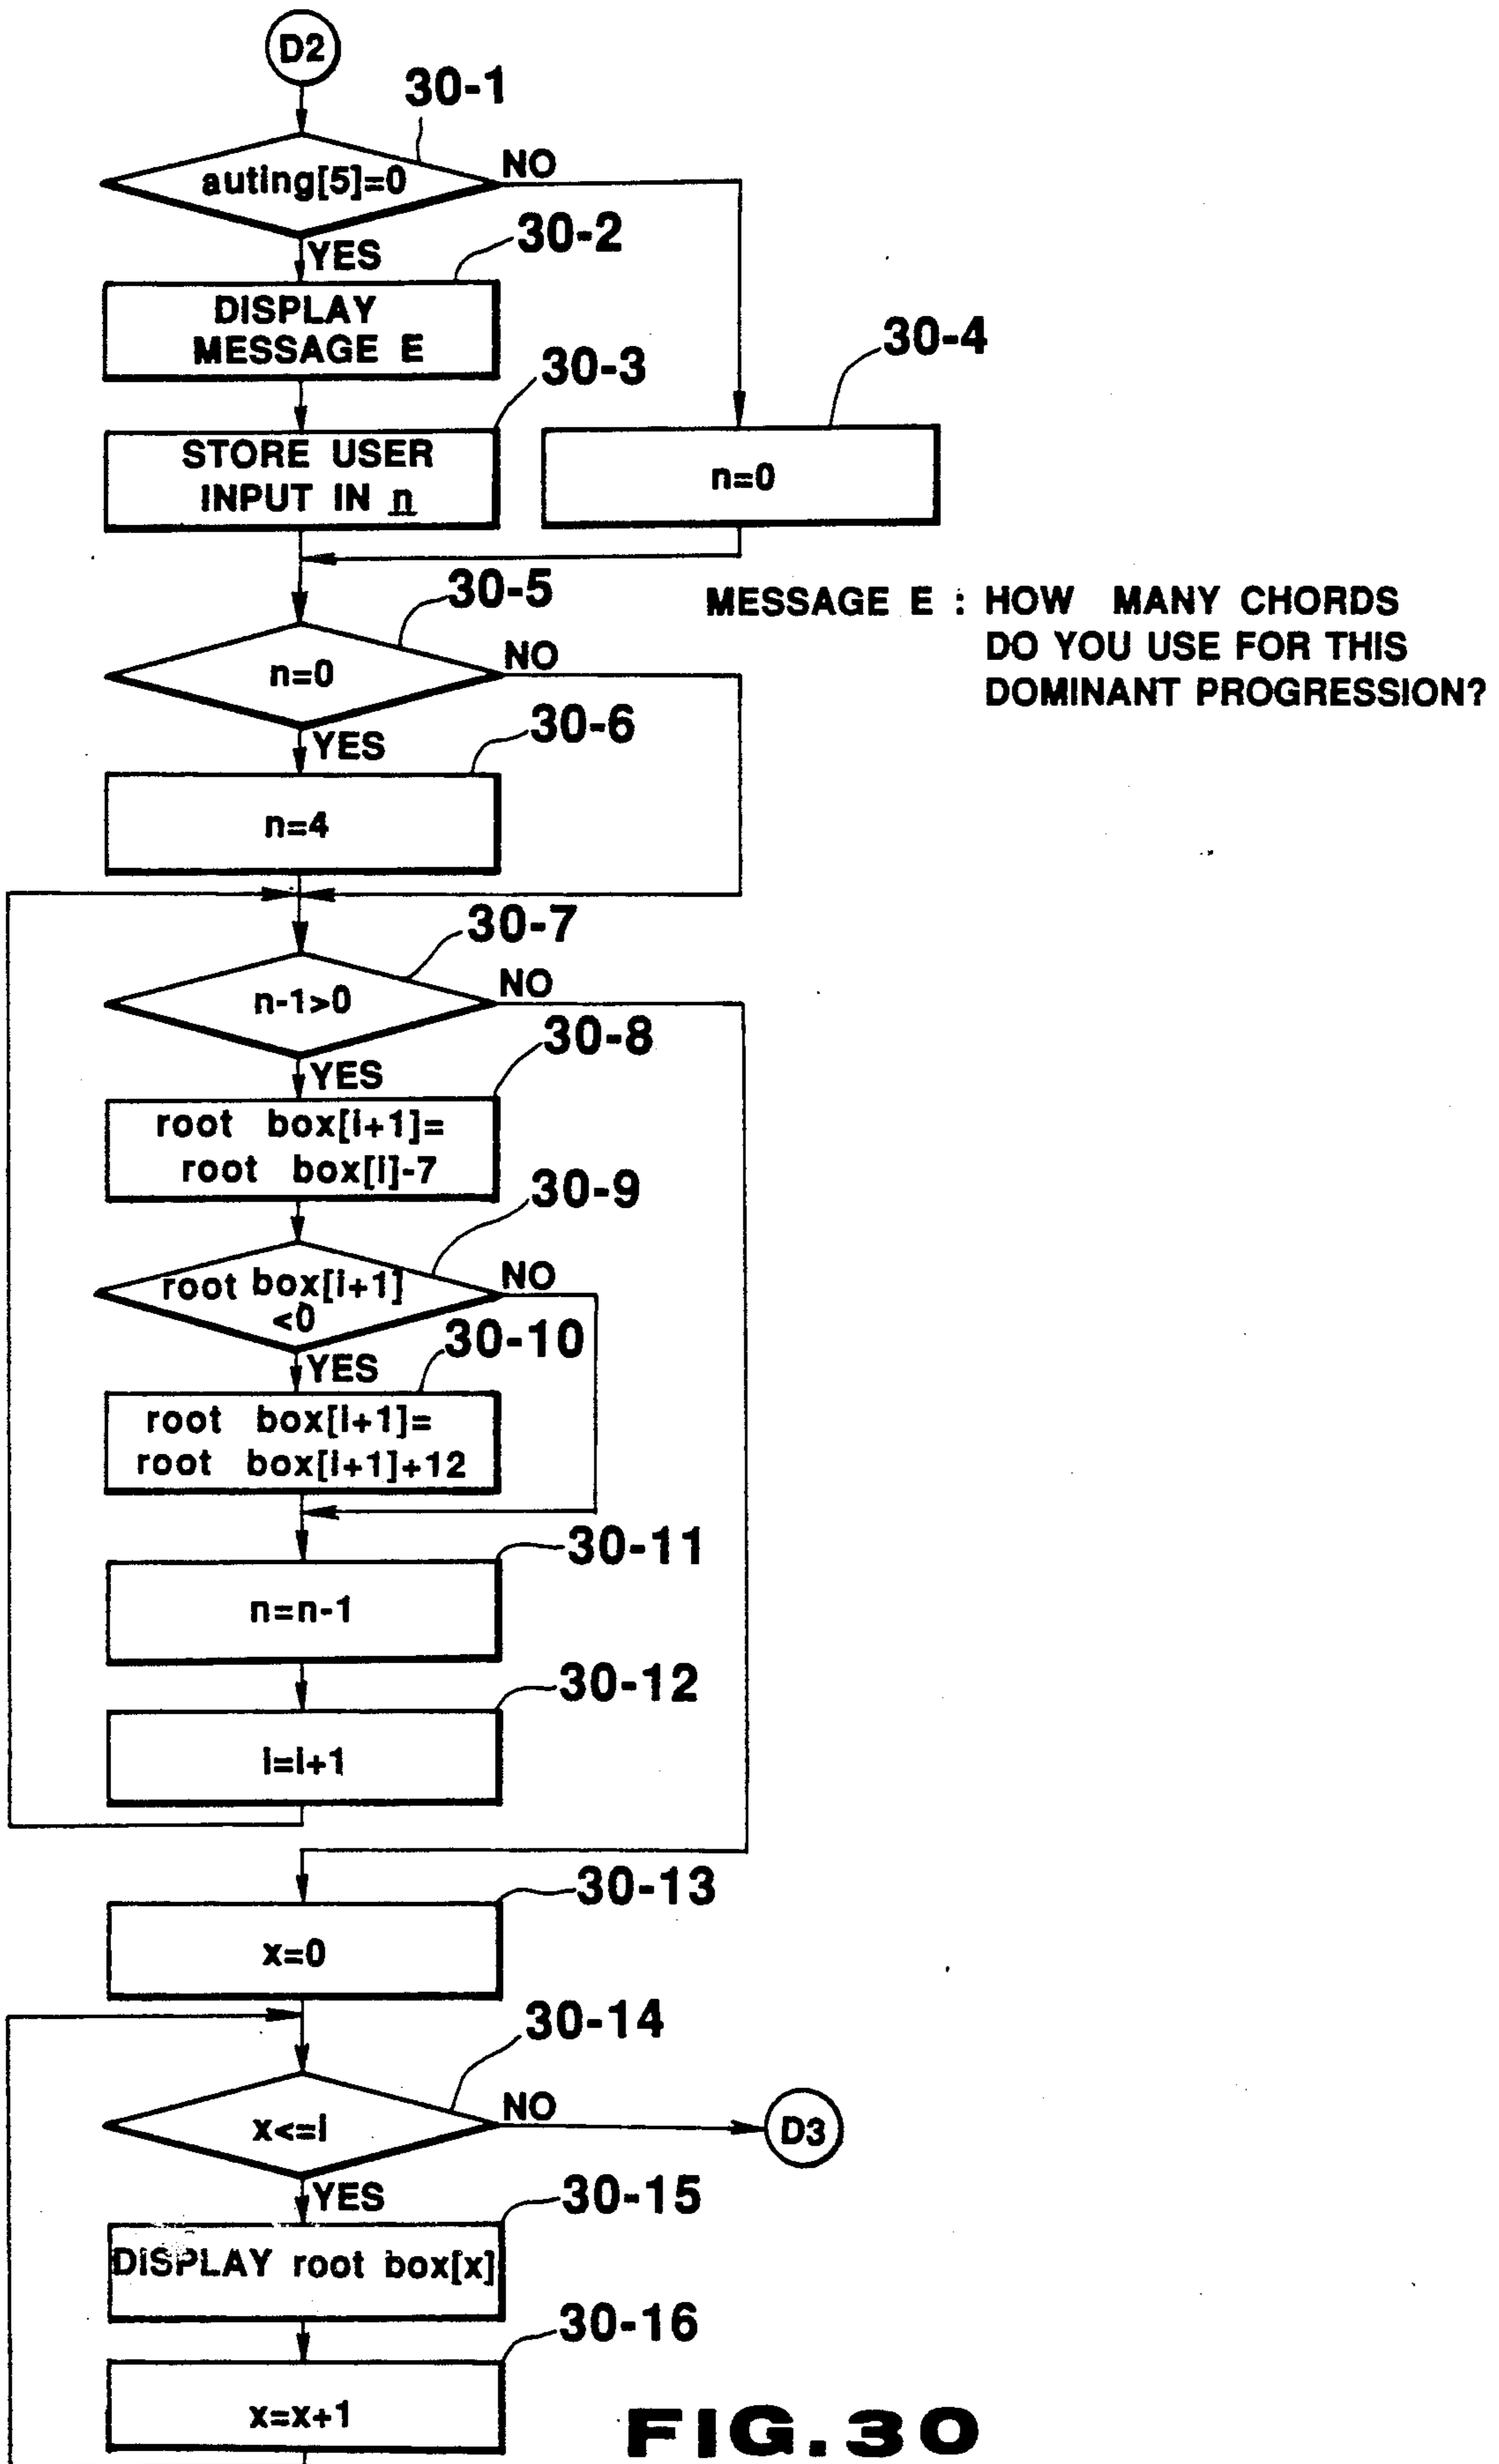 D2
30-1
auting[5]=0
NO
YES
30-2
DISPLAY
MESSAGE E
30-3
STORE USER
INPUT IN n
30-4
n=0
30-5
MESSAGE E : HOW MANY CHORDS
DO YOU USE FOR THIS
DOMINANT PROGRESSION?
n=0
NO
YES
30-6
n=4
30-7
n-1>0
NO
YES
30-8
root box[i+1]=
root box[i]-7
30-9
root box[i+1]
<0
NO
YES
30-10
root box[i+1]=
root box[i+1]+12
30-11
n=n-1
30-12
i=i+1
30-13
x=0
30-14
x<=i
NO
D3
YES
30-15
DISPLAY root box[x]
30-16
x=x+1
FIG.30